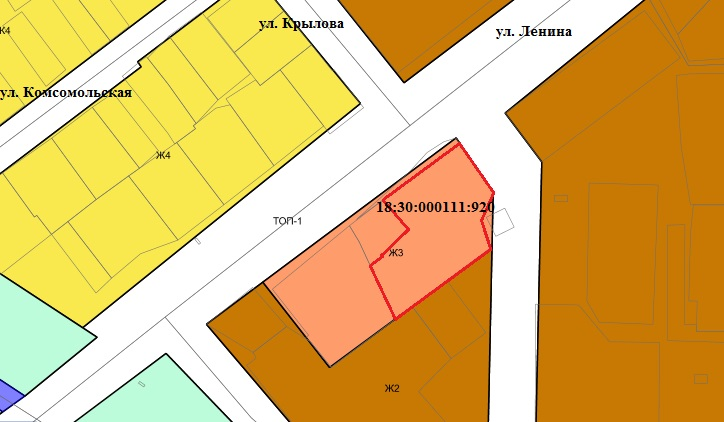 ул. Крылова
ул. Ленина
Ж4
ул. Комсомольская
Ж4
18:30:000111:920
ТОП-1
Ж3
Ж2